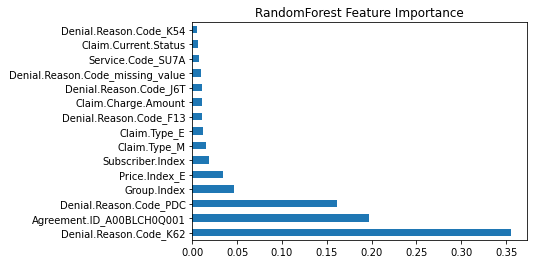 RandomForest Feature Importance
Denial.Reason.Code_K54
Claim.Current.Status
Service.Code_SU7A
Denial.Reason.Code_missing_value
Denial.Reason.Code_J6T
Claim.Charge.Amount
Denial.Reason.Code_F13
Claim.Type_E
Claim.Type_M
Subscriber.Index
Price.Index_E
Group.Index
Denial.Reason.Code_PDC
Agreement.ID_A00BLCH0Q001
Denial.Reason.Code_K62
0.00 0.05 0.10 0.15 0.20 0.25 0.30 0.35